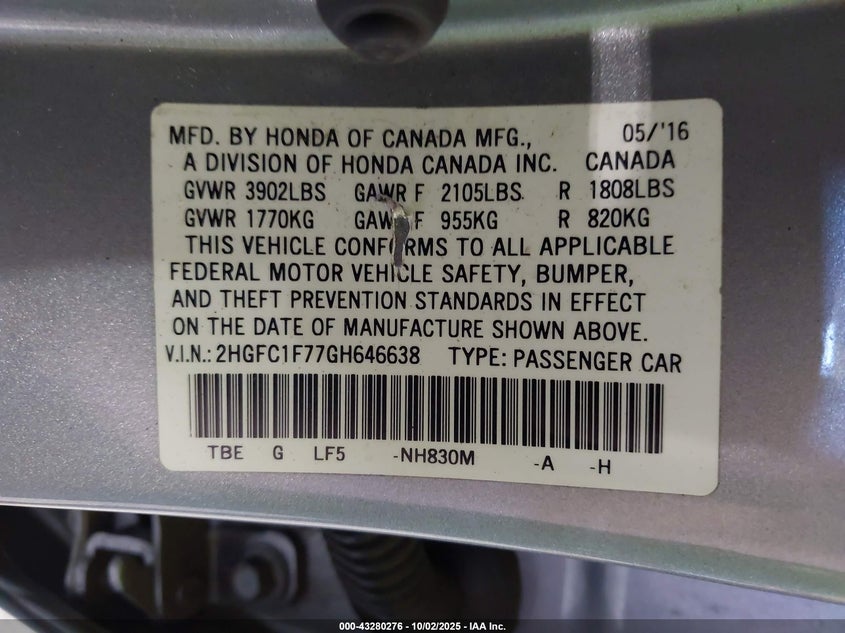 MFD. BY HONDA OF CANADA MFG., 05/'16
A DIVISION OF HONDA CANADA INC. CANADA
GVWR 3902LBS GAWR F 2105LBS R 1808LBS
GVWR 1770KG GAWR F 955KG R 820KG
THIS VEHICLE CONFORMS TO ALL APPLICABLE
FEDERAL MOTOR VEHICLE SAFETY, BUMPER,
AND THEFT PREVENTION STANDARDS IN EFFECT
ON THE DATE OF MANUFACTURE SHOWN ABOVE.
V.I.N.: 2HGFC1F77GH646638 TYPE: PASSENGER CAR
TBE G LF5 -NH830M -A -H
000-43280276 - 10/02/2025 - IAA Inc.